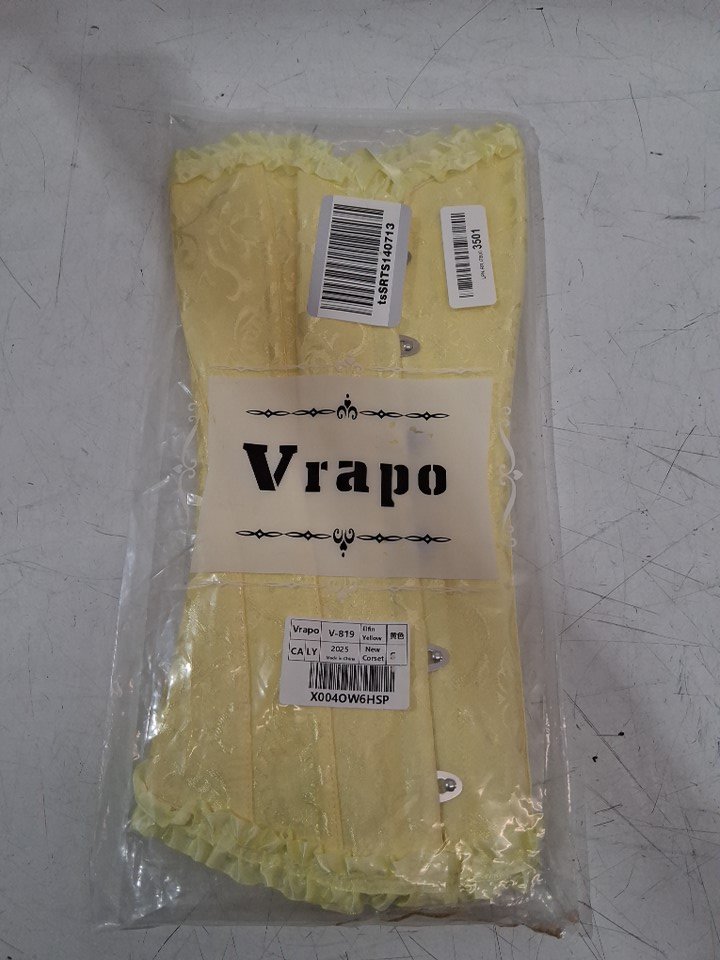 tsSRTS140713
3501
Vrapo
Vrapo V-819 Elfin Yellow 黄色
CA LY 2025 Made in China New Corset S
X004OW6HSP